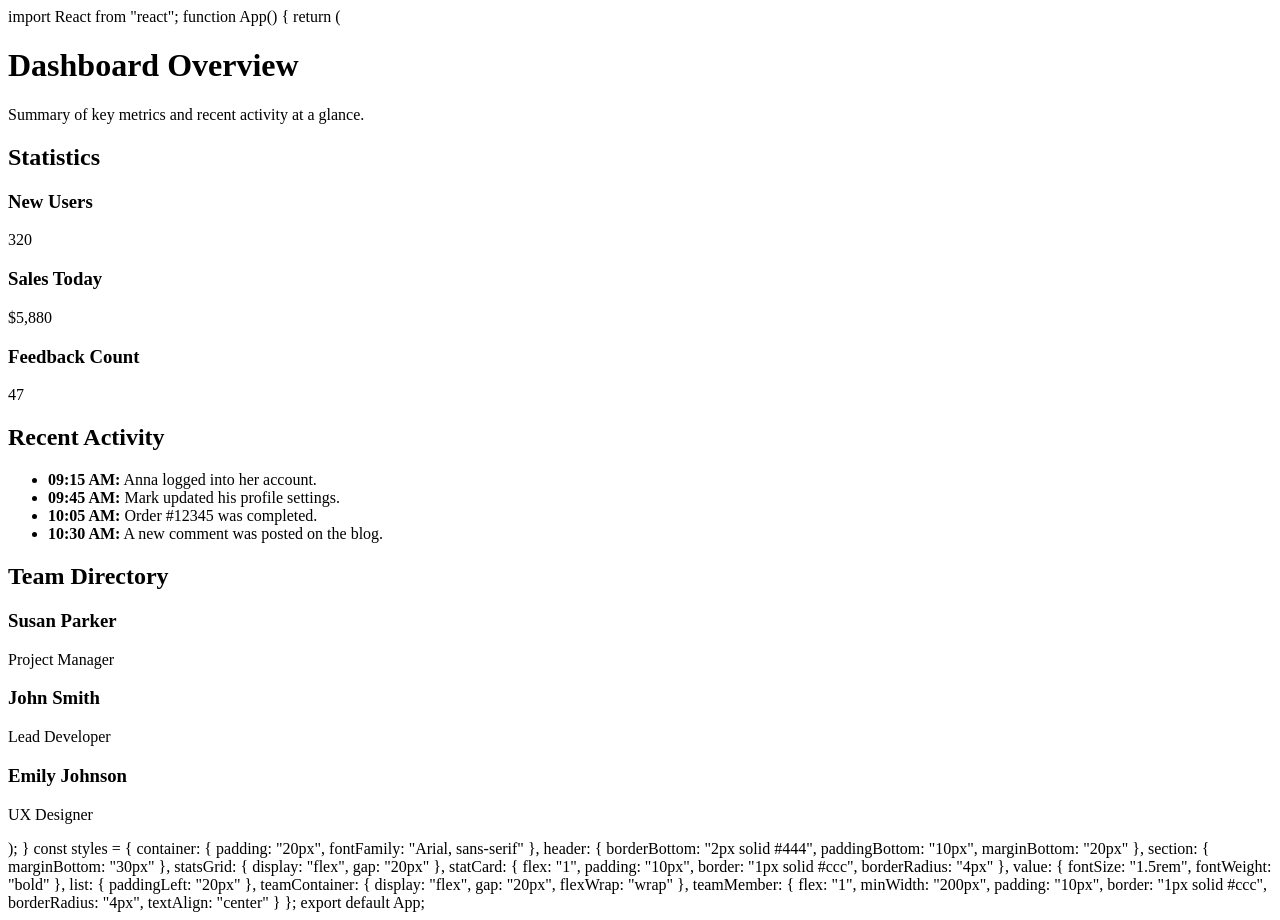 import React from "react"; function App() { return (
Dashboard Overview
Summary of key metrics and recent activity at a glance.
Statistics
New Users
320
Sales Today
$5,880
Feedback Count
47
Recent Activity
• 09:15 AM: Anna logged into her account.
• 09:45 AM: Mark updated his profile settings.
• 10:05 AM: Order #12345 was completed.
• 10:30 AM: A new comment was posted on the blog.
Team Directory
Susan Parker
Project Manager
John Smith
Lead Developer
Emily Johnson
UX Designer
); } const styles = { container: { padding: "20px", fontFamily: "Arial, sans-serif" }, header: { borderBottom: "2px solid #444", paddingBottom: "10px", marginBottom: "20px" }, section: {
marginBottom: "30px" }, statsGrid: { display: "flex", gap: "20px" }, statCard: { flex: "1", padding: "10px", border: "1px solid #ccc", borderRadius: "4px" }, value: { fontSize: "1.5rem", fontWeight:
"bold" }, list: { paddingLeft: "20px" }, teamContainer: { display: "flex", gap: "20px", flexWrap: "wrap" }, teamMember: { flex: "1", minWidth: "200px", padding: "10px", border: "1px solid #ccc",
borderRadius: "4px", textAlign: "center" } }; export default App;